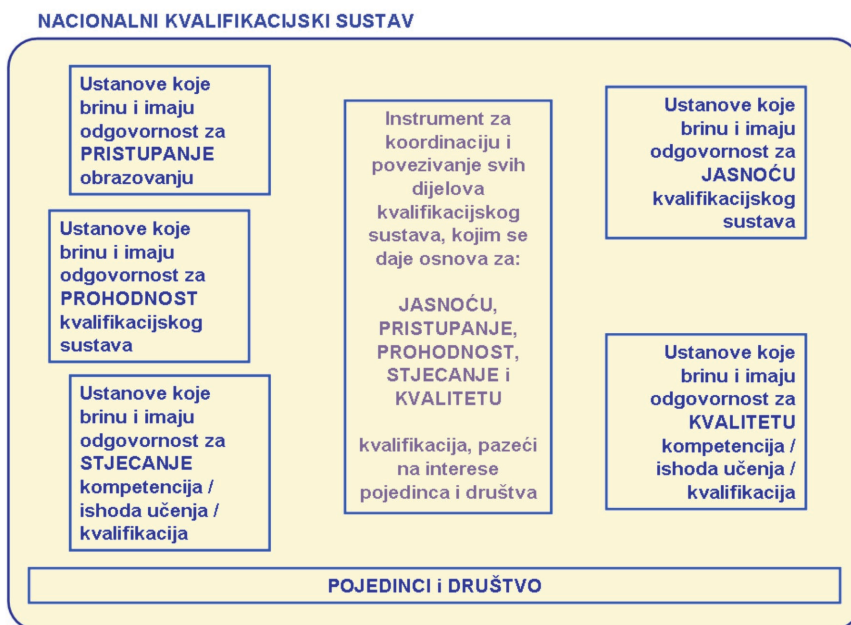 NACIONALNI KVALIFIKACIJSKI SUSTAV
Ustanove koje
brinu i imaju
odgovornost za
PRISTUPANJE
obrazovanju
Ustanove koje
brinu i imaju
odgovornost za
PROHODNOST
kvalifikacijskog
sustava
Ustanove koje
brinu i imaju
odgovornost za
STJECANJE
kompetencija /
ishoda učenja /
kvalifikacija
Instrument za
koordinaciju i
povezivanje svih
dijelova
kvalifikacijskog
sustava, kojim se
daje osnova za:
JASNOĆU,
PRISTUPANJE,
PROHODNOST,
STJECANJE i
KVALITETU
kvalifikacija, pazeći
na interese
pojedinca i društva
Ustanove koje
brinu i imaju
odgovornost za
JASNOĆU
kvalifikacijskog
sustava
Ustanove koje
brinu i imaju
odgovornost za
KVALITETU
kompetencija /
ishoda učenja /
kvalifikacija
POJEDINCI i DRUŠTVO